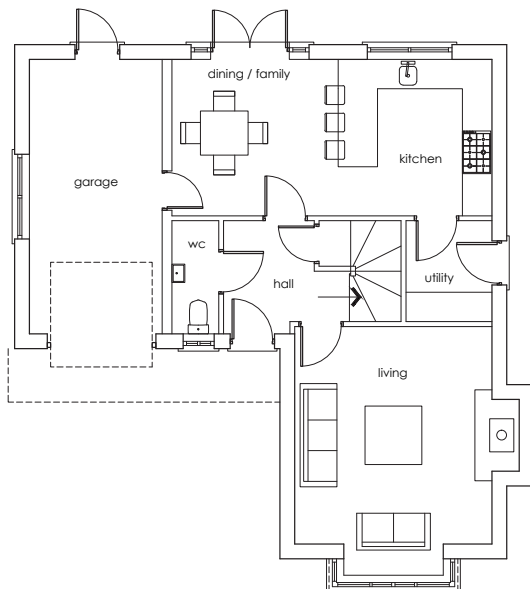 dining / family
kitchen
garage
wc
hall
utility
living